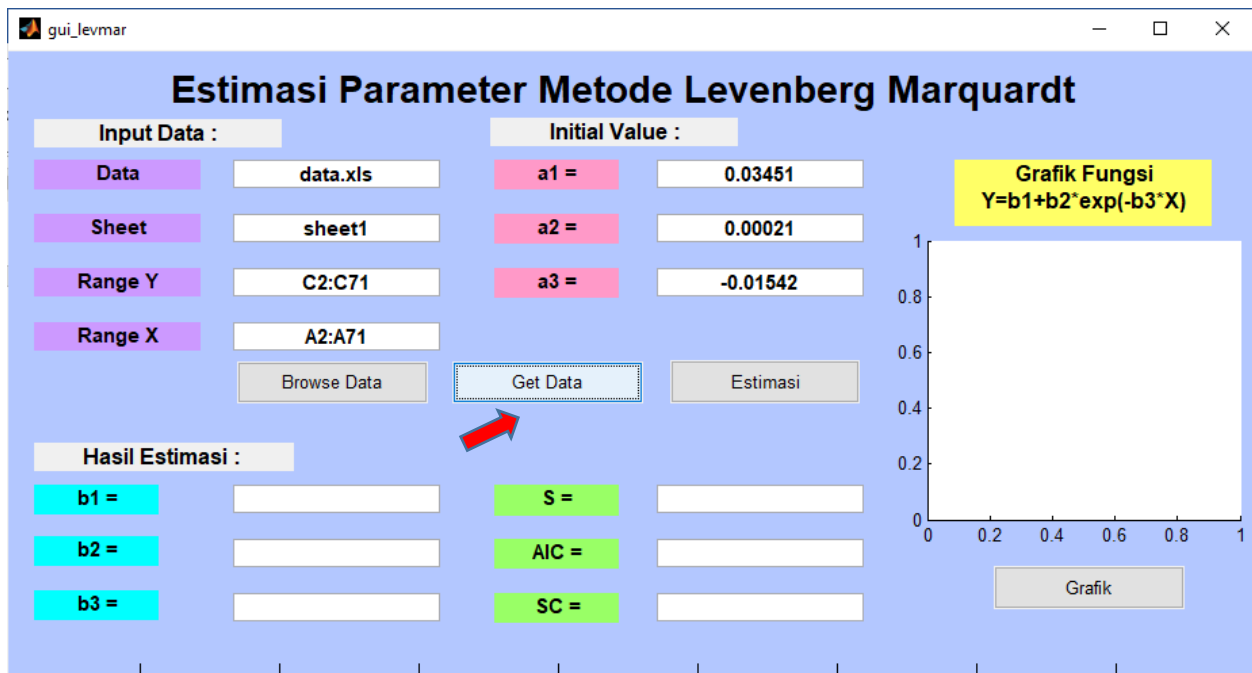 gui_levmar
Estimasi Parameter Metode Levenberg Marquardt
Input Data :
Initial Value :
Data
data.xls
a1 =
0.03451
Sheet
sheet1
a2 =
0.00021
Range Y
C2:C71
a3 =
-0.01542
Range X
A2:A71
Browse Data
Get Data
Estimasi
Grafik Fungsi
Y=b1+b2*exp(-b3*X)
1
0.8
0.6
0.4
0.2
0
0
0.2
0.4
0.6
0.8
1
Grafik
Hasil Estimasi :
b1 =
S =
b2 =
AIC =
b3 =
SC =